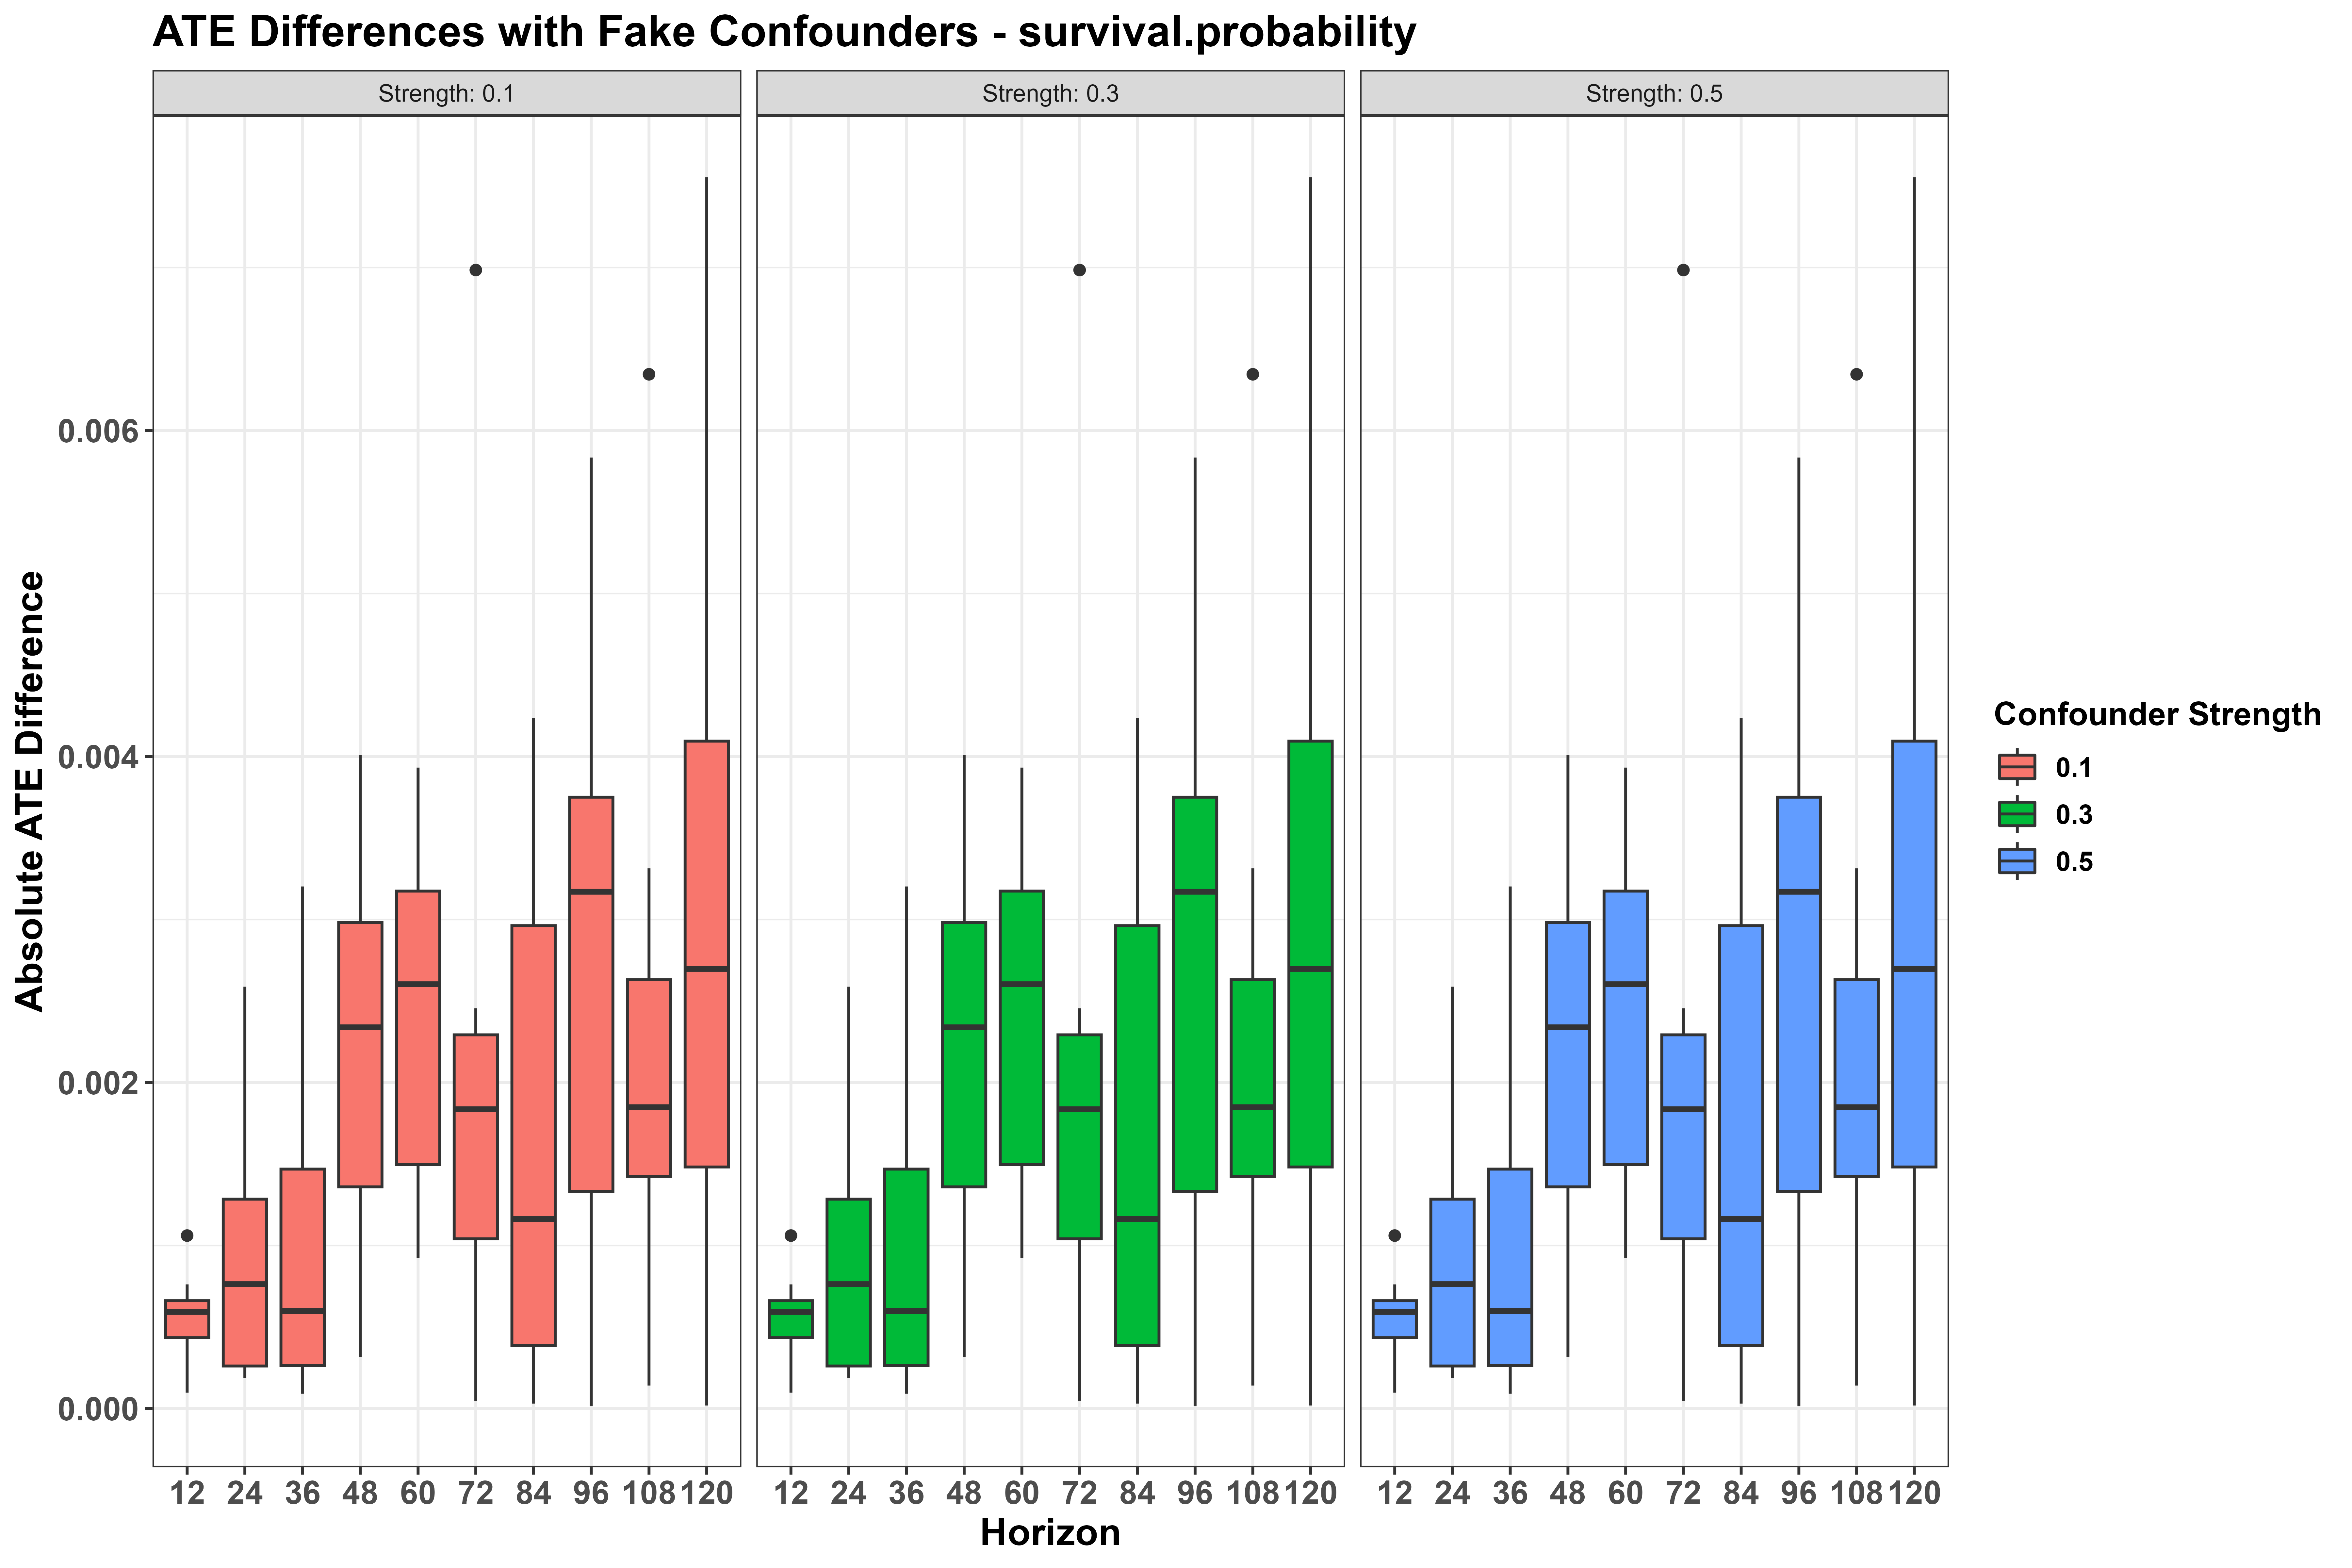 ATE Differences with Fake Confounders - survival.probability
Strength: 0.1
Strength: 0.3
Strength: 0.5
Absolute ATE Difference
0.006
0.004
0.002
0.000
12 24 36 48 60 72 84 96 108 120
12 24 36 48 60 72 84 96 108 120
12 24 36 48 60 72 84 96 108 120
Horizon
Confounder Strength
0.1
0.3
0.5